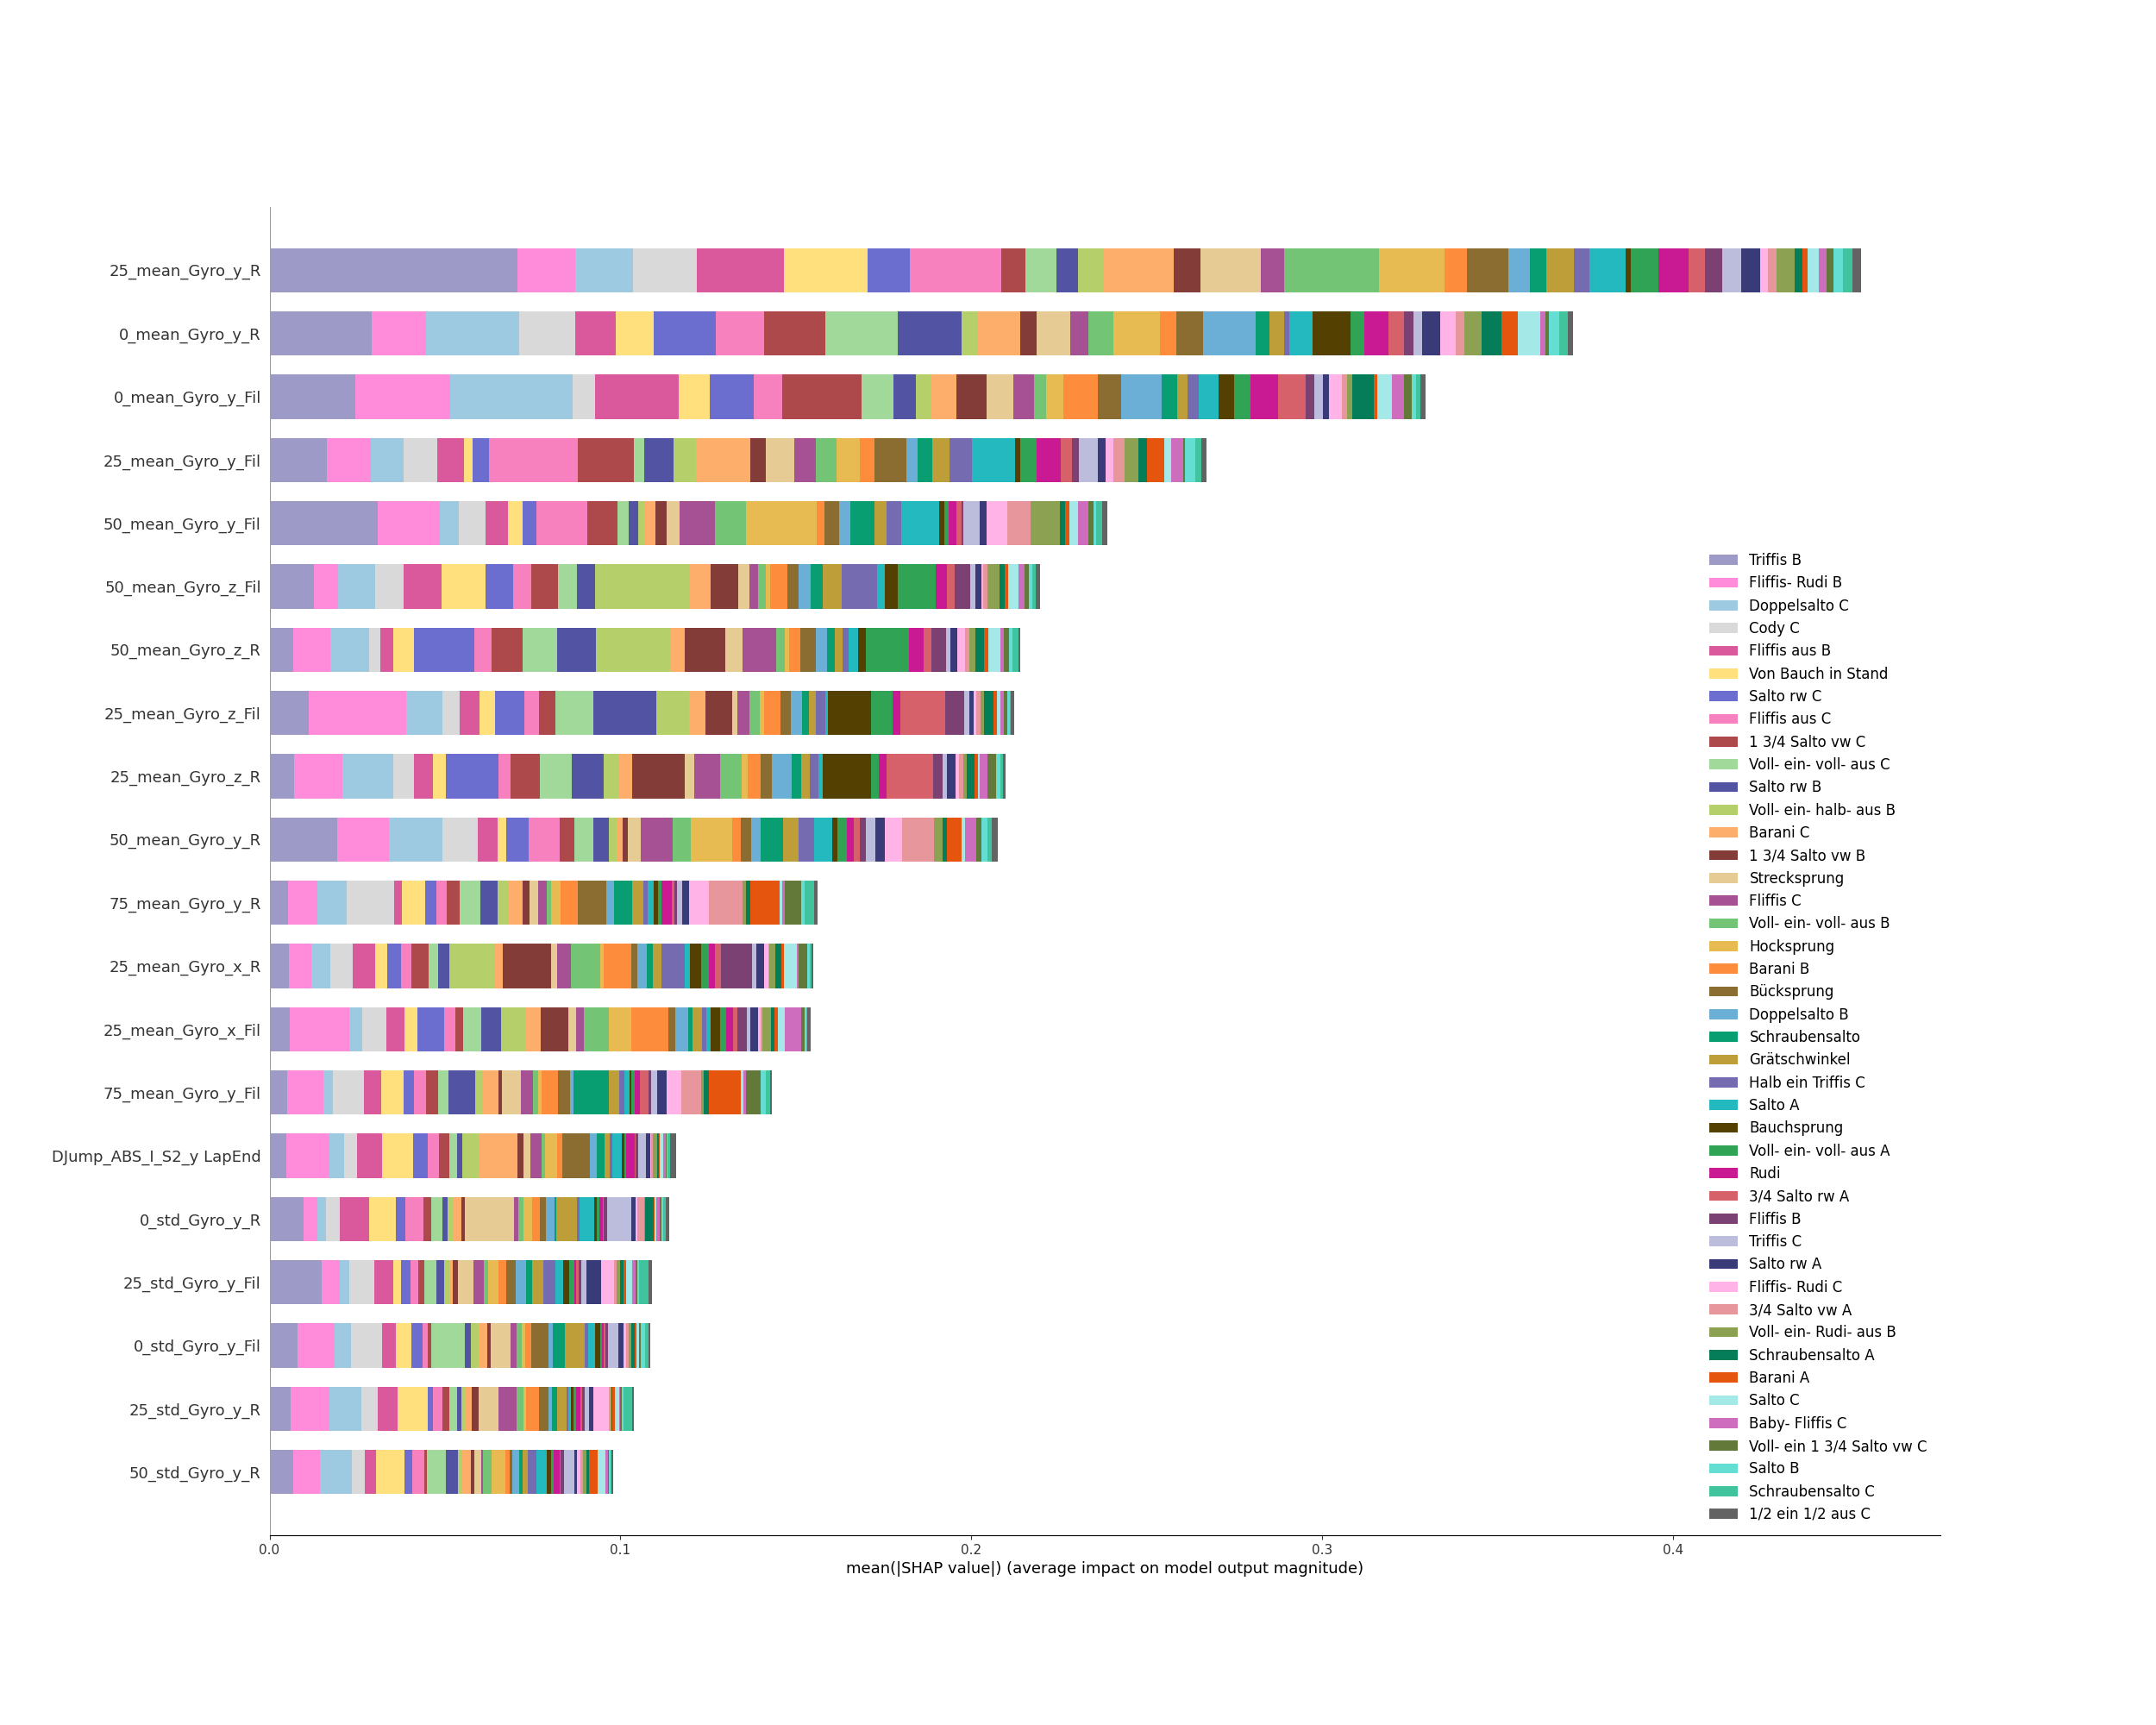 25_mean_Gyro_y_R
0_mean_Gyro_y_R
0_mean_Gyro_y_Fil
25_mean_Gyro_y_Fil
50_mean_Gyro_y_Fil
50_mean_Gyro_z_Fil
50_mean_Gyro_z_R
25_mean_Gyro_z_Fil
25_mean_Gyro_z_R
50_mean_Gyro_y_R
75_mean_Gyro_y_R
25_mean_Gyro_x_R
25_mean_Gyro_x_Fil
75_mean_Gyro_y_Fil
DJump_ABS_I_S2_y LapEnd
0_std_Gyro_y_R
25_std_Gyro_y_Fil
0_std_Gyro_y_Fil
25_std_Gyro_y_R
50_std_Gyro_y_R
Triffis B
Fliffis- Rudi B
Doppelsalto C
Cody C
Fliffis aus B
Von Bauch in Stand
Salto rw C
Fliffis aus C
1 3/4 Salto vw C
Voll- ein- voll- aus C
Salto rw B
Voll- ein- halb- aus B
Barani C
1 3/4 Salto vw B
Strecksprung
Fliffis C
Voll- ein- voll- aus B
Hocksprung
Barani B
Bücksprung
Doppelsalto B
Schraubensalto
Grätschwinkel
Halb ein Triffis C
Salto A
Bauchsprung
Voll- ein- voll- aus A
Rudi
3/4 Salto rw A
Fliffis B
Triffis C
Salto rw A
Fliffis- Rudi C
3/4 Salto vw A
Voll- ein- Rudi- aus B
Schraubensalto A
Barani A
Salto C
Baby- Fliffis C
Voll- ein 1 3/4 Salto vw C
Salto B
Schraubensalto C
1/2 ein 1/2 aus C
0.0 0.1 0.2 0.3 0.4
mean(|SHAP value|) (average impact on model output magnitude)